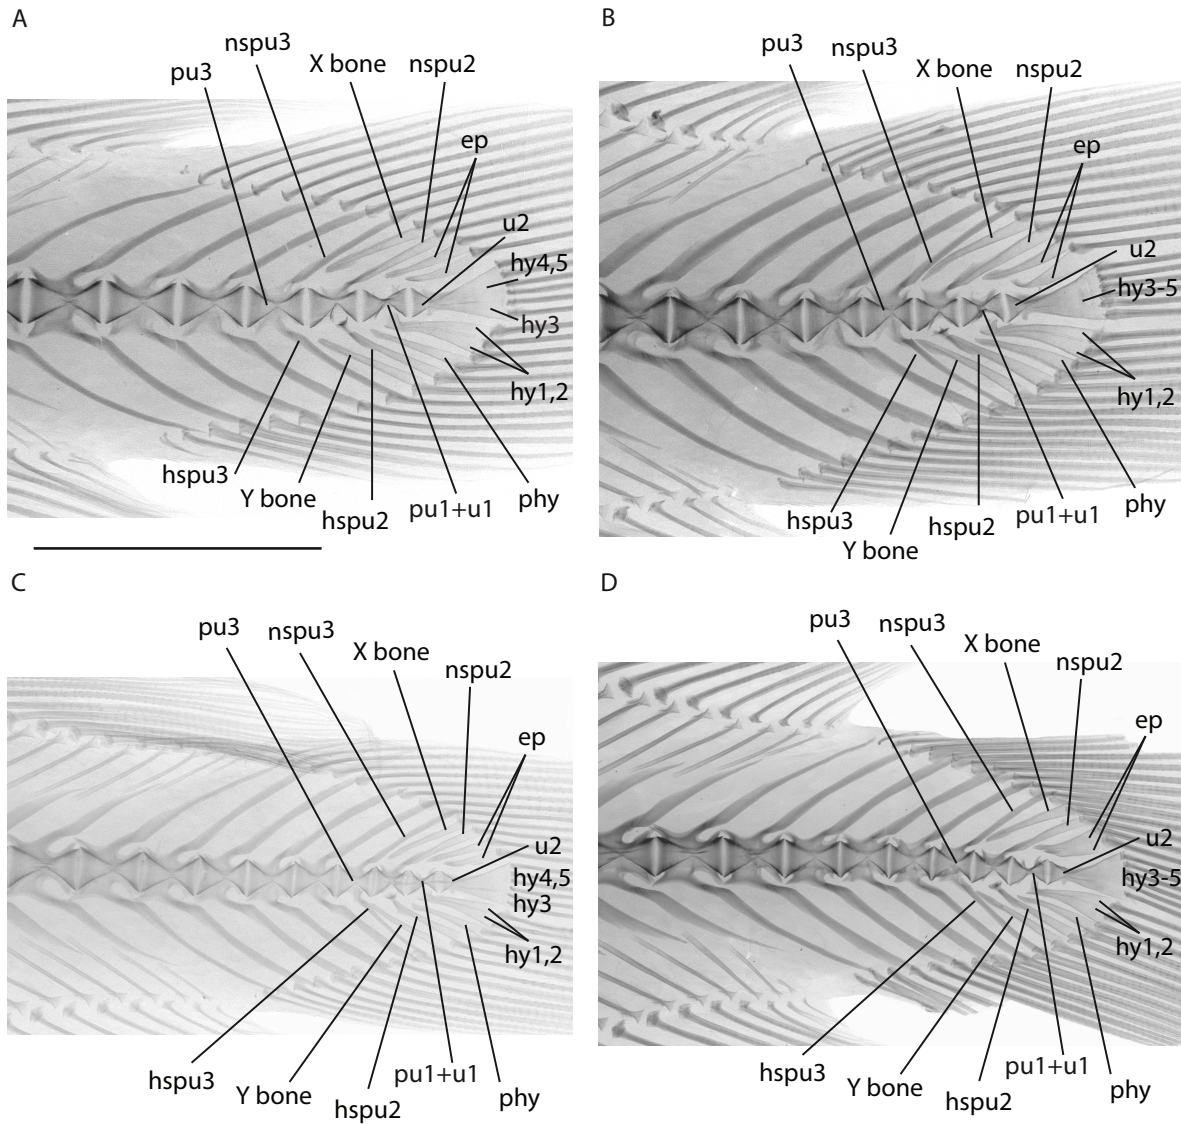 A
nspu3
X bone
nspu2
pu3
ep
u2
hy4,5
hy3
hy1,2
hspu3
Y bone
hspu2
pu1+u1
phy
B
pu3
nspu3
X bone
nspu2
ep
u2
hy3-5
hy1,2
hspu3
Y bone
hspu2
pu1+u1
phy
C
pu3
nspu3
X bone
nspu2
ep
u2
hy4,5
hy3
hy1,2
hspu3
Y bone
hspu2
pu1+u1
phy
D
pu3
nspu3
X bone
nspu2
ep
u2
hy3-5
hy1,2
hspu3
Y bone
hspu2
pu1+u1
phy